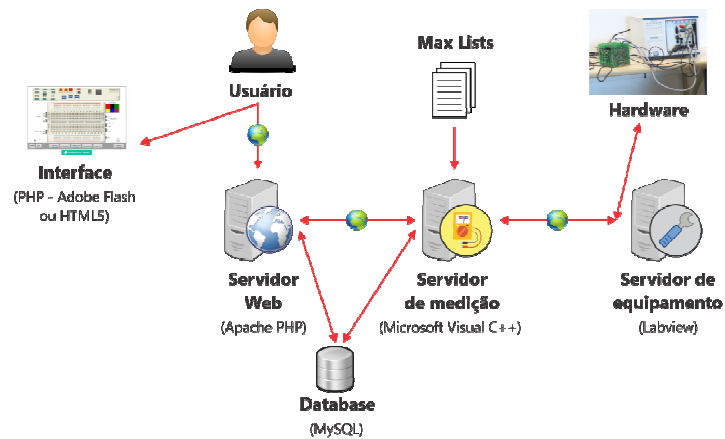 Usuário
Max Lists
Hardware
Interface
(PHP - Adobe Flash
ou HTML5)
Servidor
Web
(Apache PHP)
Servidor
de medição
(Microsoft Visual C++)
Servidor de
equipamento
(Labview)
Database
(MySQL)